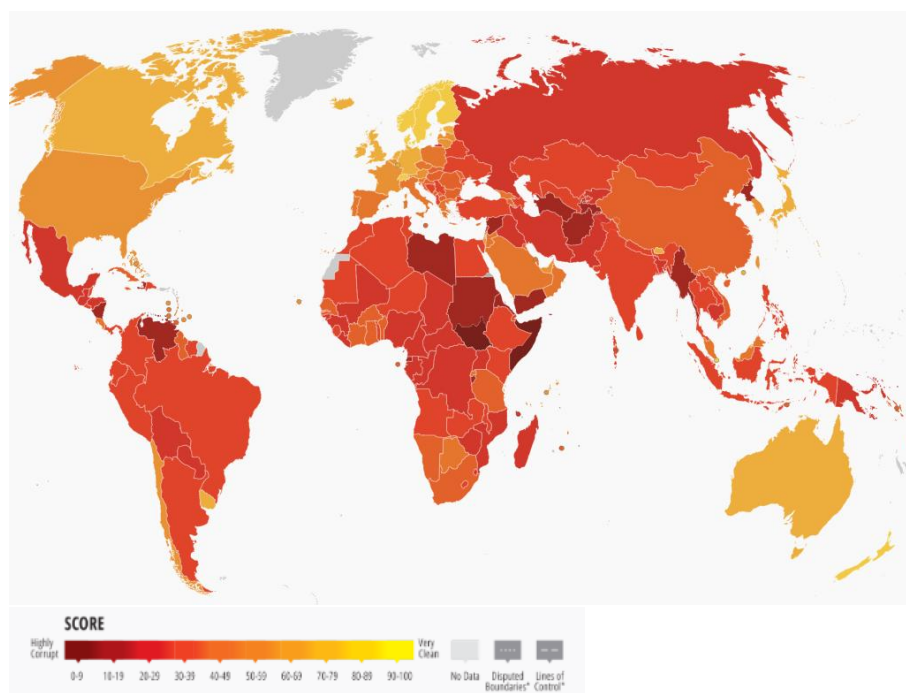 SCORE
Highly
Corrupt
Very
Clean
0-9 10-19 20-29 30-39 40-49 50-59 60-69 70-79 80-89 90-100
No Data
Disputed
Boundaries*
Lines of
Control*